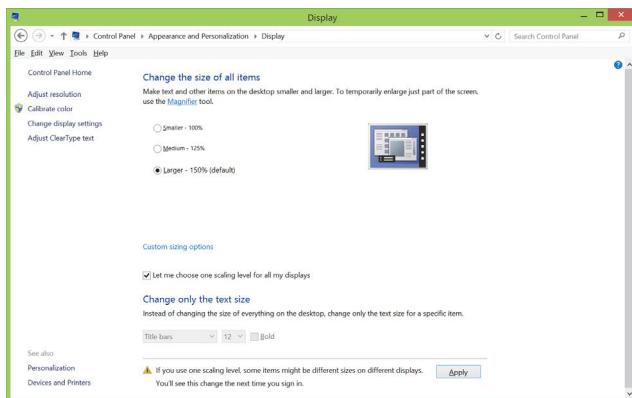 Display
Control Panel Appearance and Personalization Display
Search Control Panel
File Edit View Tools Help
Control Panel Home
Adjust resolution
Calibrate color
Change display settings
Adjust ClearType text
See also
Personalization
Devices and Printers
Change the size of all items
Make text and other items on the desktop smaller and larger. To temporarily enlarge just part of the screen,
use the Magnifier tool.
Smaller - 100%
Medium - 125%
Larger - 150% (default)
Custom sizing options
Let me choose one scaling level for all my displays
Change only the text size
Instead of changing the size of everything on the desktop, change only the text size for a specific item.
Title bars 12 Bold
If you use one scaling level, some items might be different sizes on different displays.
You'll see this change the next time you sign in.
Apply